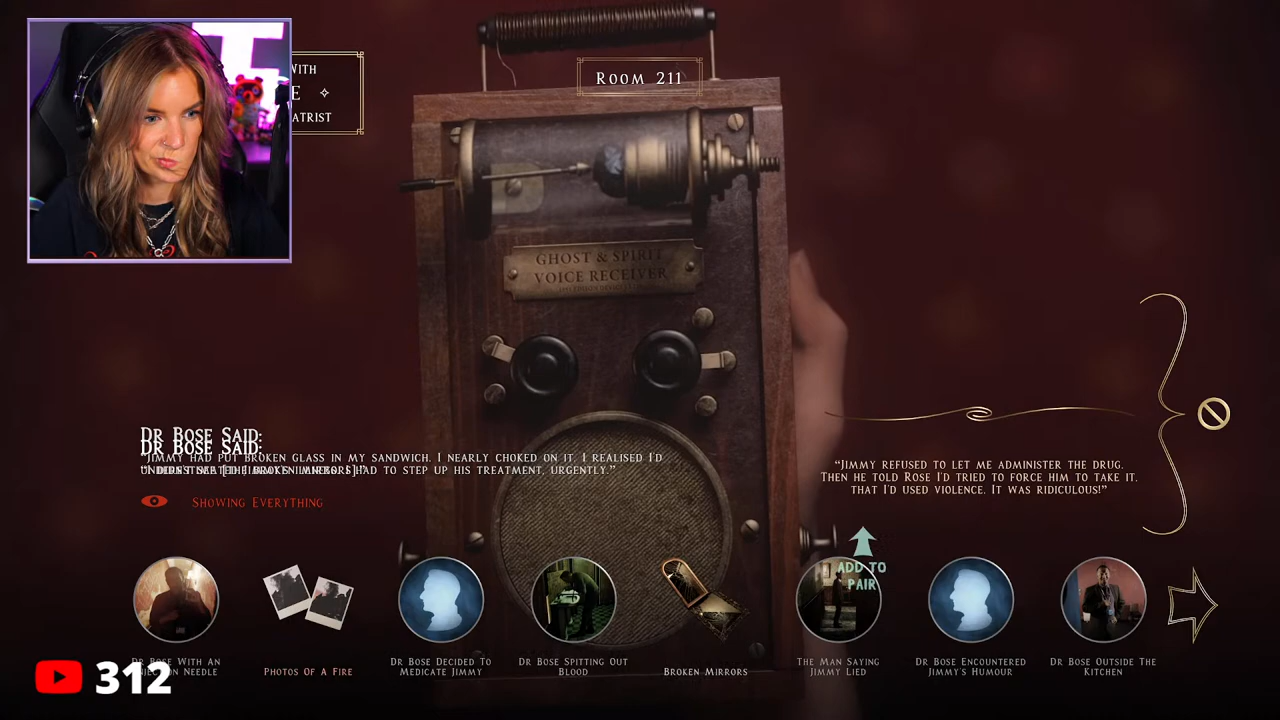 WITH
E ✧
ATRIST
ROOM 211
GHOST & SPIRIT
VOICE RECEIVER
DR BOSE SAID:
DR BOSE SAID:
"JIMMY HAD PUT BROKEN GLASS IN MY SANDWICH. I NEARLY CHOKED ON IT. I REALISED I'D
HAD TO STEP UP HIS TREATMENT, URGENTLY."
SHOWING EVERYTHING
"JIMMY REFUSED TO LET ME ADMINISTER THE DRUG.
THEN HE TOLD ROSE I'D TRIED TO FORCE HIM TO TAKE IT.
THAT I'D USED VIOLENCE. IT WAS RIDICULOUS!"
ADD TO
PAIR
DR BOSE WITH AN
NEEDLE
PHOTOS OF A FIRE
DR BOSE DECIDED TO
MEDICATE JIMMY
DR BOSE SPITTING OUT
BLOOD
BROKEN MIRRORS
THE MAN SAYING
JIMMY LIED
DR BOSE ENCOUNTERED
JIMMY'S HUMOUR
DR BOSE OUTSIDE THE
KITCHEN
312